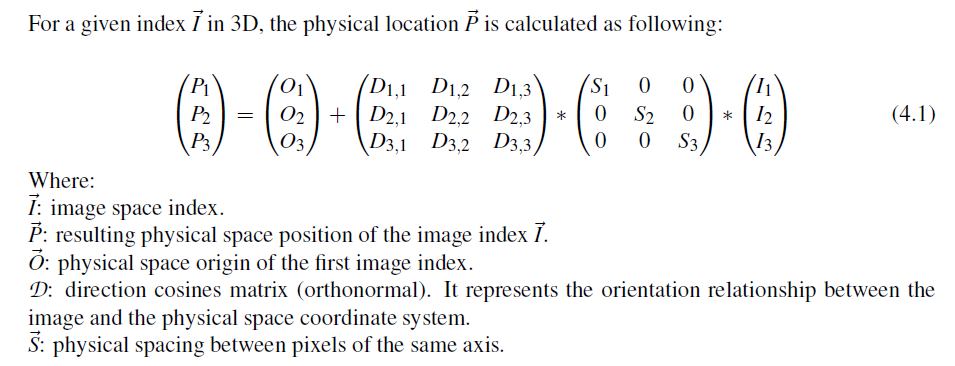 For a given index $\vec{I}$ in 3D, the physical location $\vec{P}$ is calculated as following:
$$\begin{pmatrix} P_1 \\ P_2 \\ P_3 \end{pmatrix} = \begin{pmatrix} O_1 \\ O_2 \\ O_3 \end{pmatrix} + \begin{pmatrix} D_{1,1} & D_{1,2} & D_{1,3} \\ D_{2,1} & D_{2,2} & D_{2,3} \\ D_{3,1} & D_{3,2} & D_{3,3} \end{pmatrix} * \begin{pmatrix} S_1 & 0 & 0 \\ 0 & S_2 & 0 \\ 0 & 0 & S_3 \end{pmatrix} * \begin{pmatrix} I_1 \\ I_2 \\ I_3 \end{pmatrix} \quad (4.1)$$
Where:
$\vec{I}$: image space index.
$\vec{P}$: resulting physical space position of the image index $\vec{I}$.
$\vec{O}$: physical space origin of the first image index.
$\mathcal{D}$: direction cosines matrix (orthonormal). It represents the orientation relationship between the
image and the physical space coordinate system.
$\vec{S}$: physical spacing between pixels of the same axis.